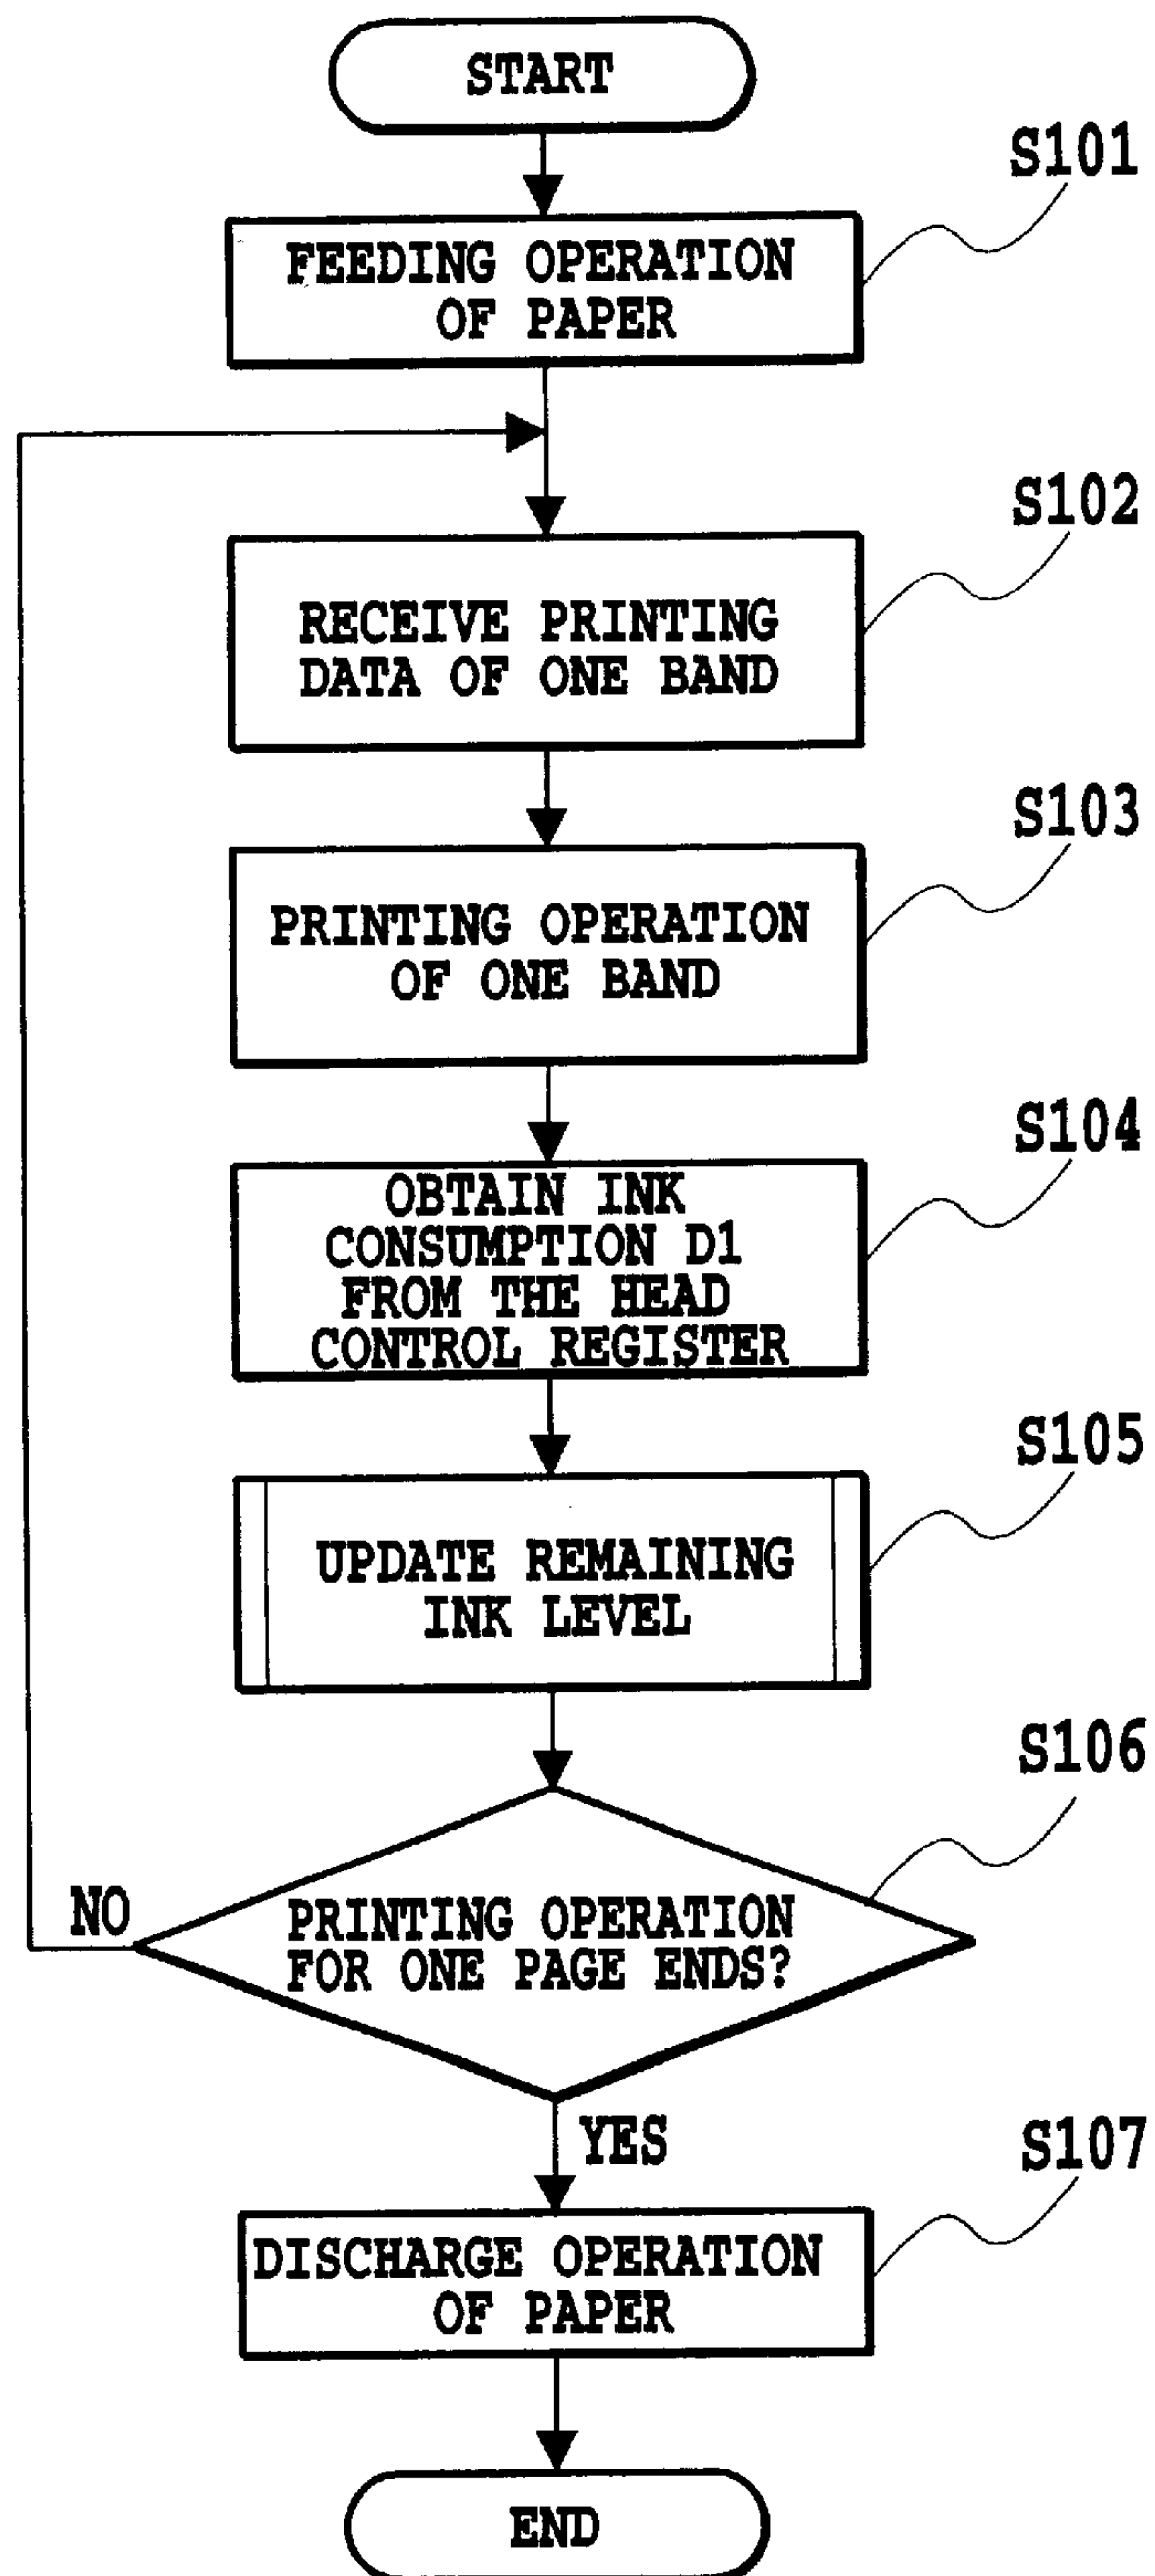 START
S101
FEEDING OPERATION
OF PAPER
S102
RECEIVE PRINTING
DATA OF ONE BAND
S103
PRINTING OPERATION
OF ONE BAND
S104
OBTAIN INK
CONSUMPTION D1
FROM THE HEAD
CONTROL REGISTER
S105
UPDATE REMAINING
INK LEVEL
S106
NO
PRINTING OPERATION
FOR ONE PAGE ENDS?
YES
S107
DISCHARGE OPERATION
OF PAPER
END